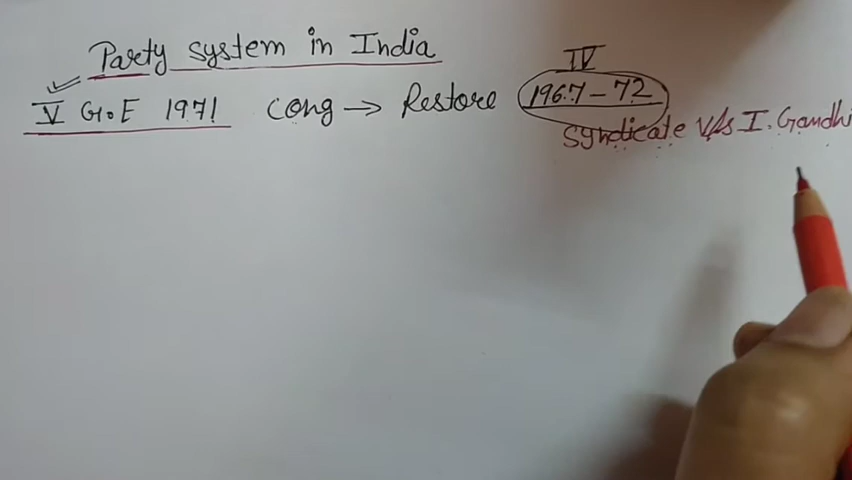 Party system in India
IV
V G.E 1971 cong → Restore 1967-72
Syndicate v/s I. Gandhi